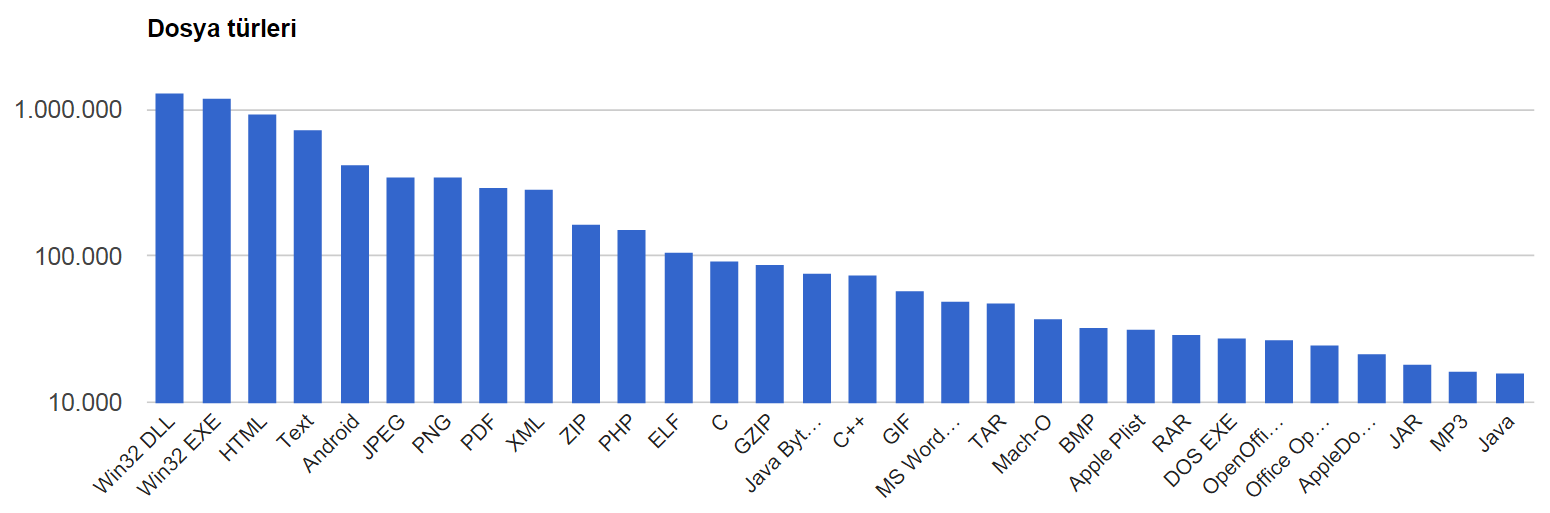 Dosya türleri
1.000.000
100.000
10.000
Win32 DLL
Win32 EXE
HTML
Text
Android
JPEG
PNG
PDF
XML
ZIP
PHP
ELF
C
GZIP
Java Byt…
C++
GIF
MS Word…
TAR
Mach-O
BMP
Apple Plist
RAR
DOS EXE
OpenOffi…
Office Op…
AppleDo…
JAR
MP3
Java